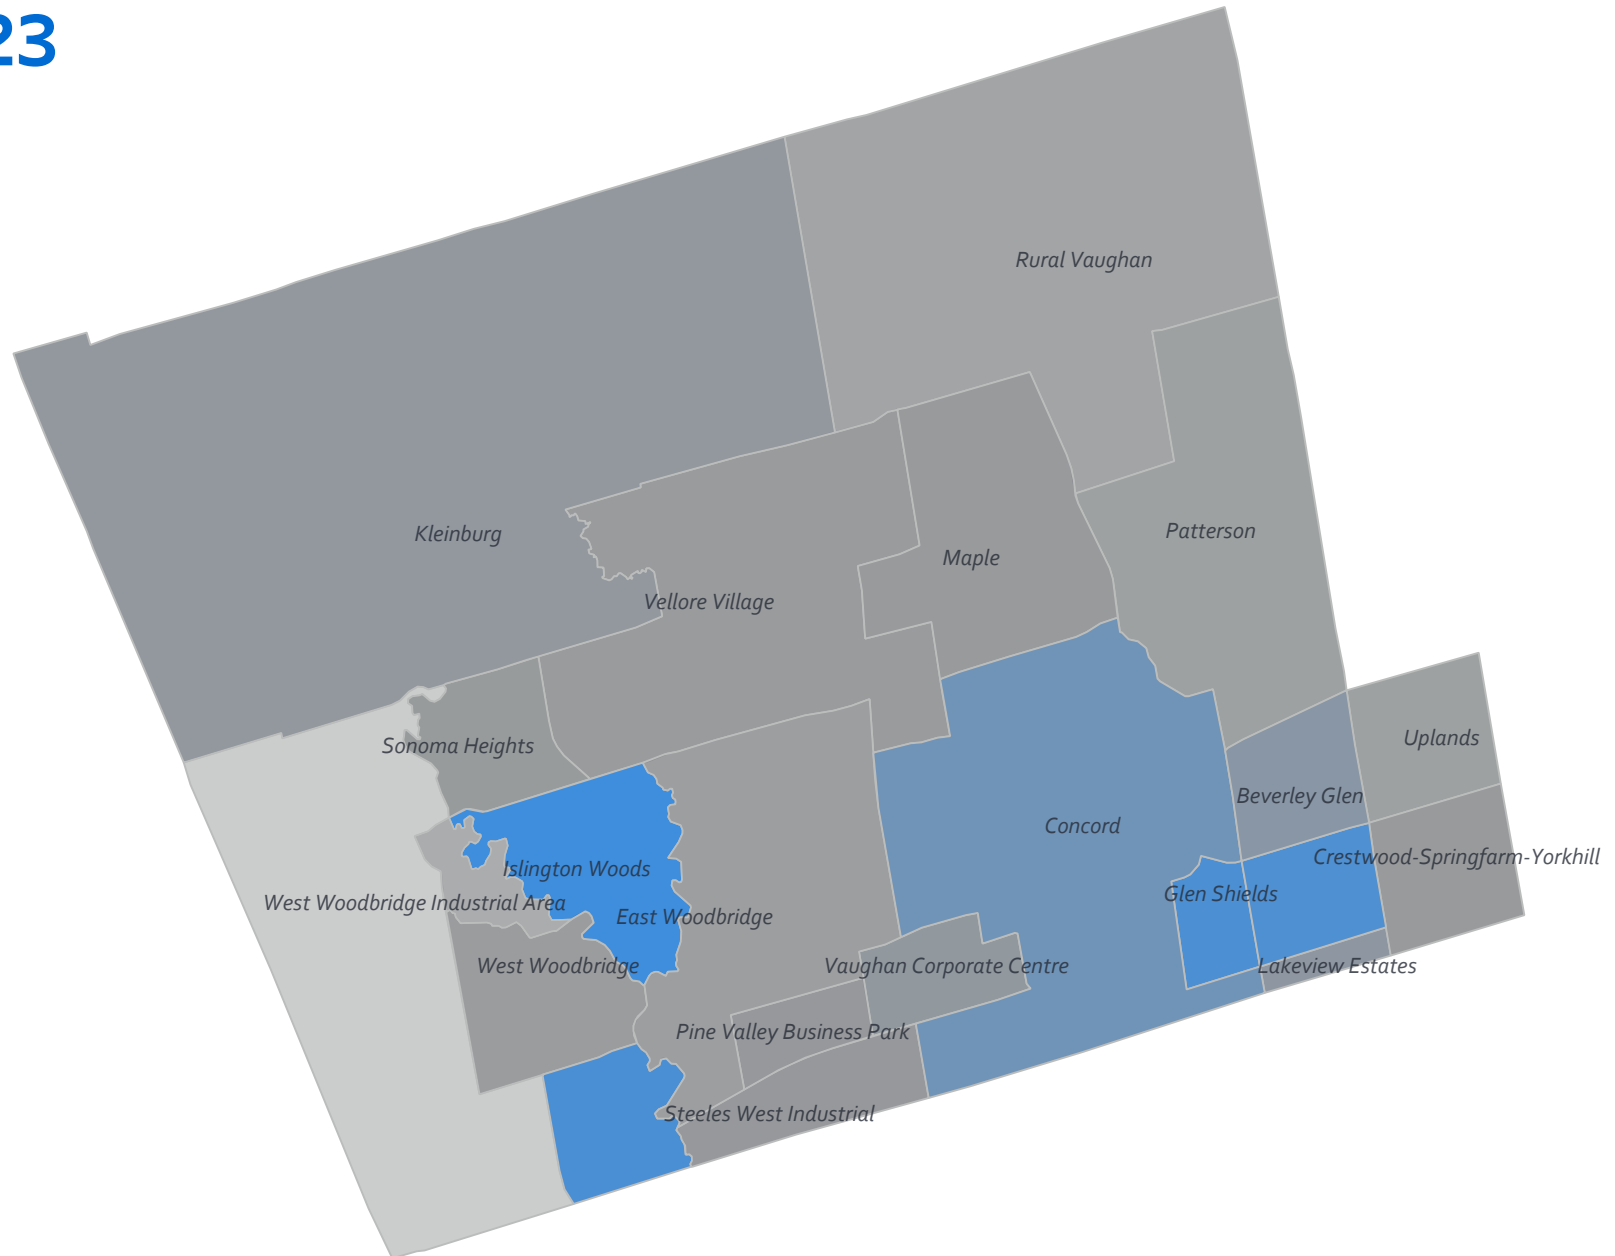 23
Rural Vaughan
Kleinburg
Patterson
Maple
Vellore Village
Uplands
Sonoma Heights
Beverley Glen
Concord
Crestwood-Springfarm-Yorkhill
Islington Woods
Glen Shields
West Woodbridge Industrial Area
East Woodbridge
West Woodbridge
Vaughan Corporate Centre
Lakeview Estates
Pine Valley Business Park
Steeles West Industrial